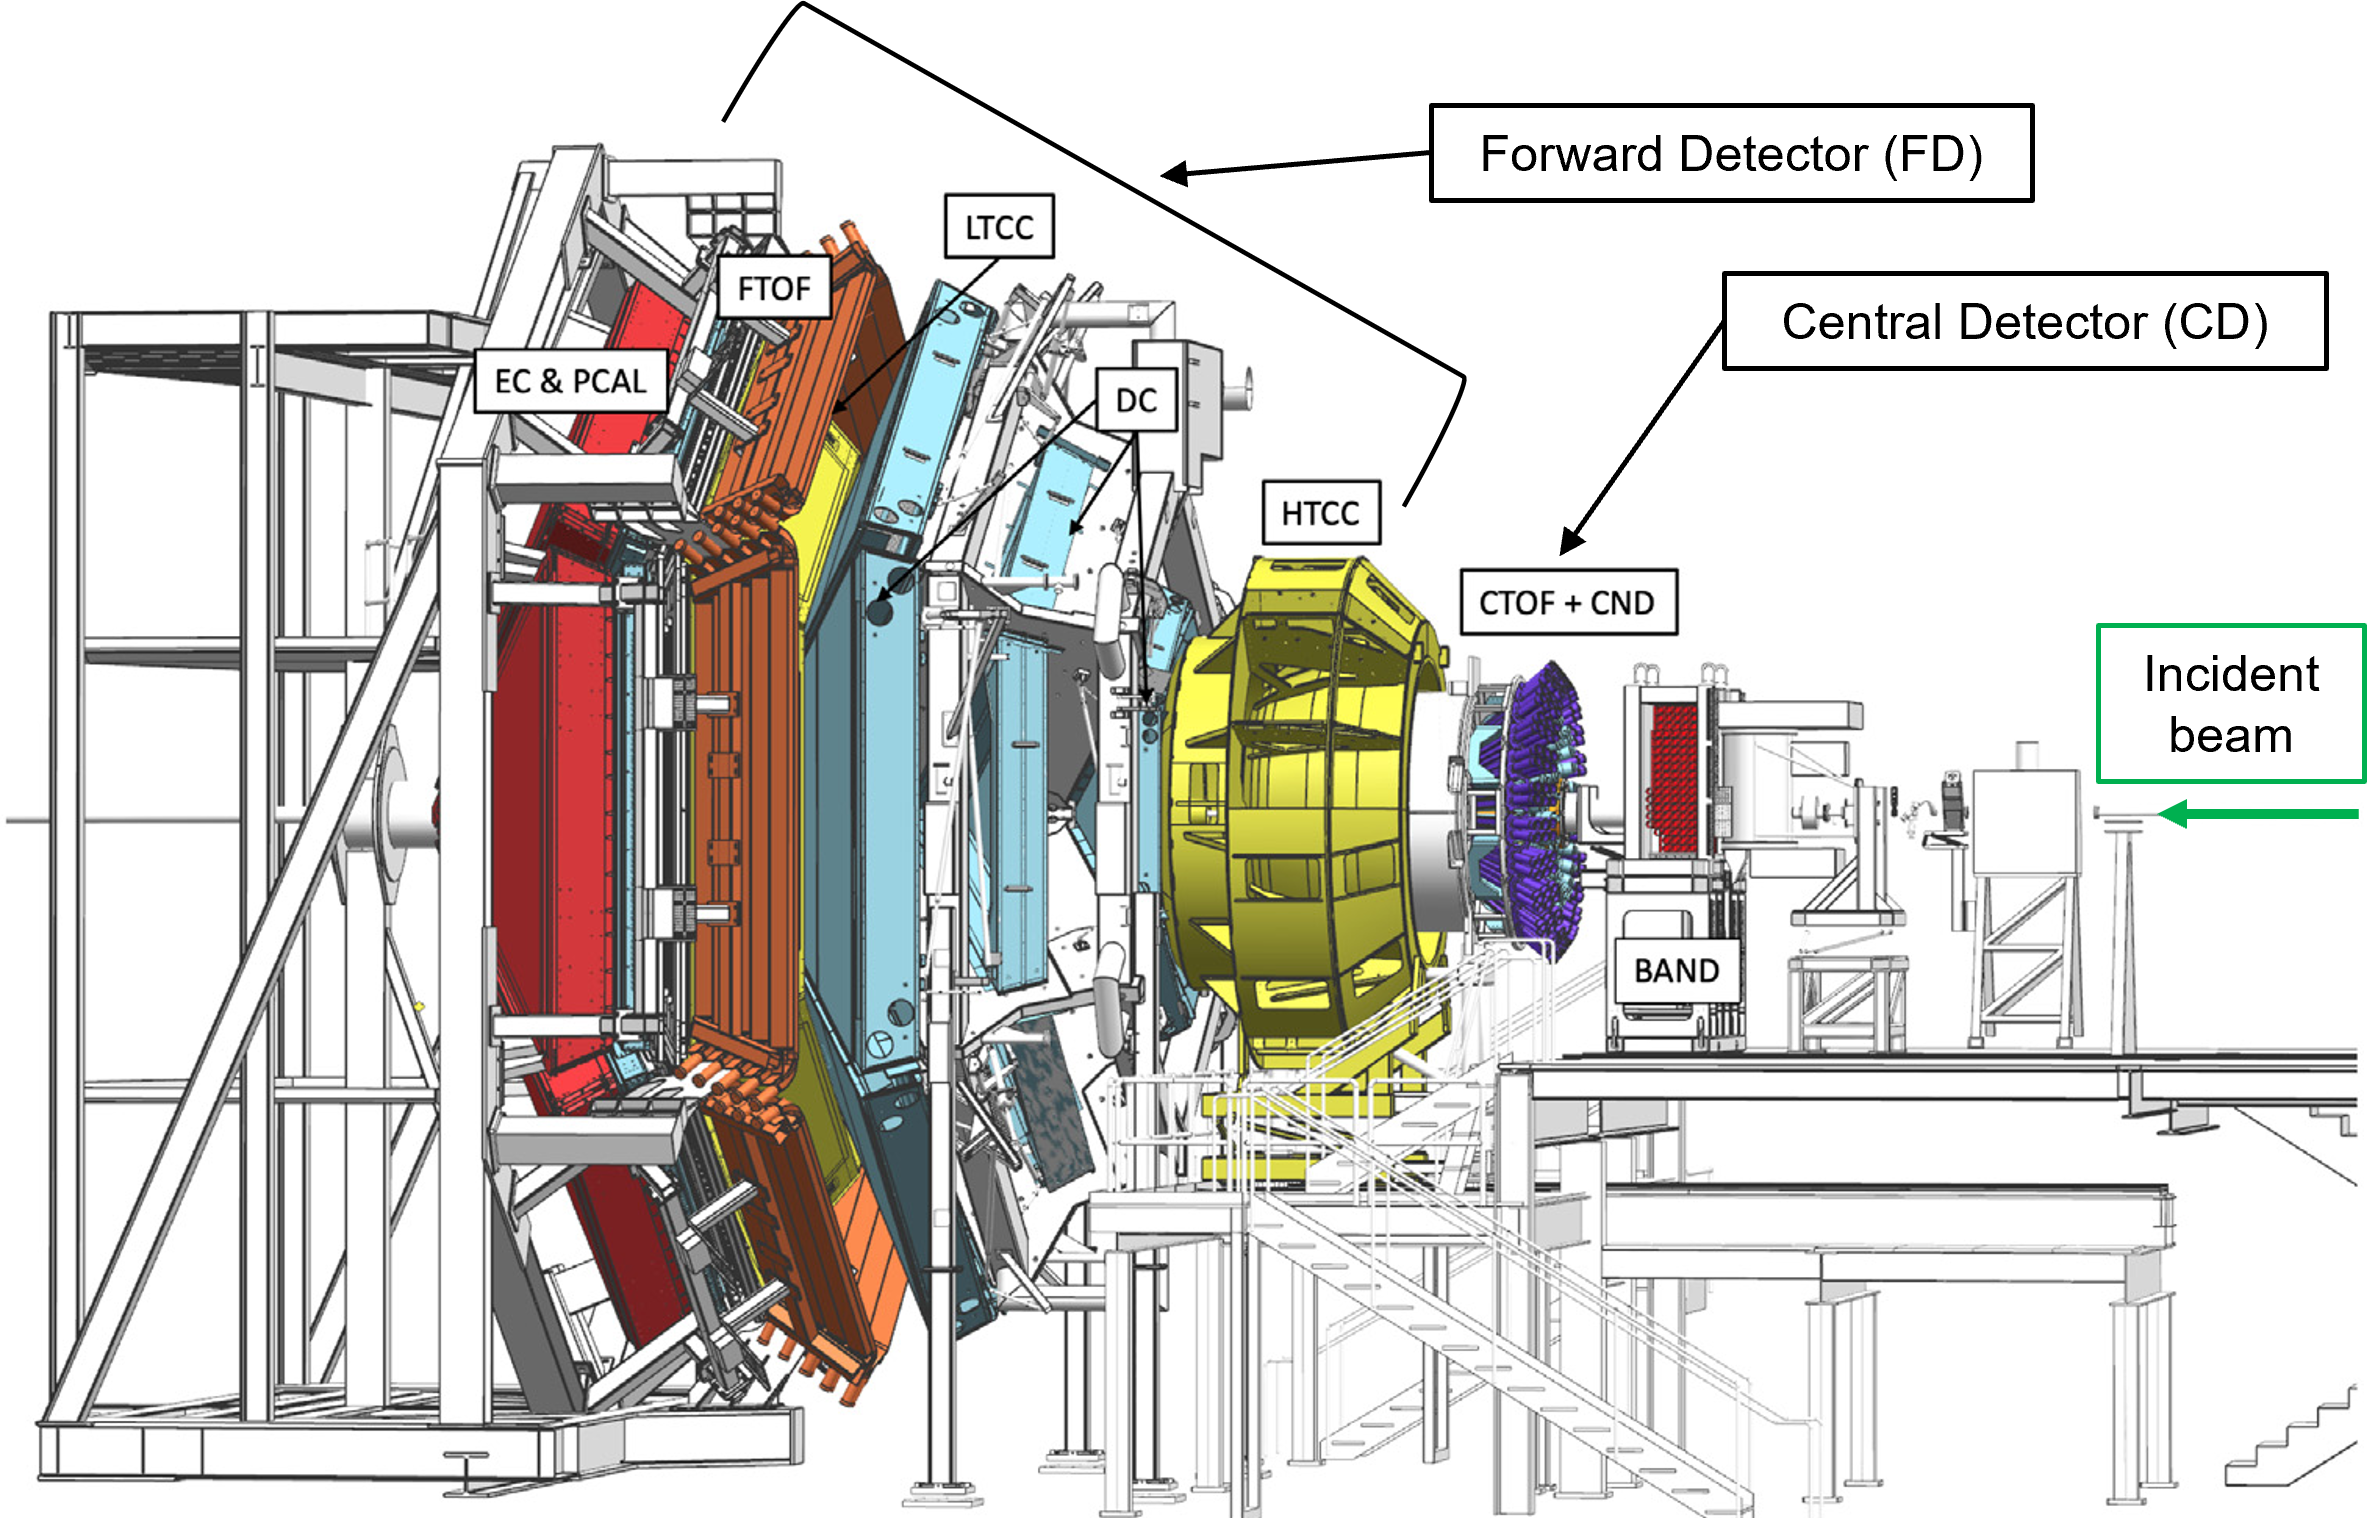 Forward Detector (FD)
LTCC
FTOF
Central Detector (CD)
EC & PCAL
DC
HTCC
CTOF + CND
Incident
beam
BAND